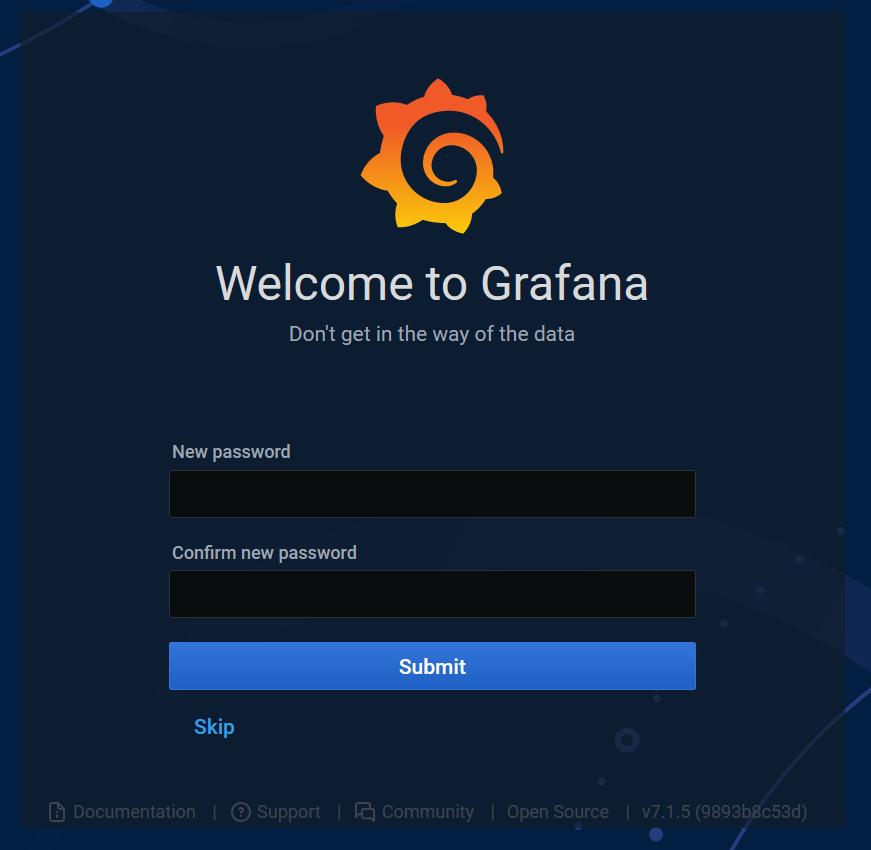 Welcome to Grafana
Don't get in the way of the data
New password
Confirm new password
Submit
Skip
Documentation | Support | Community | Open Source | v7.1.5 (9893b8c53d)